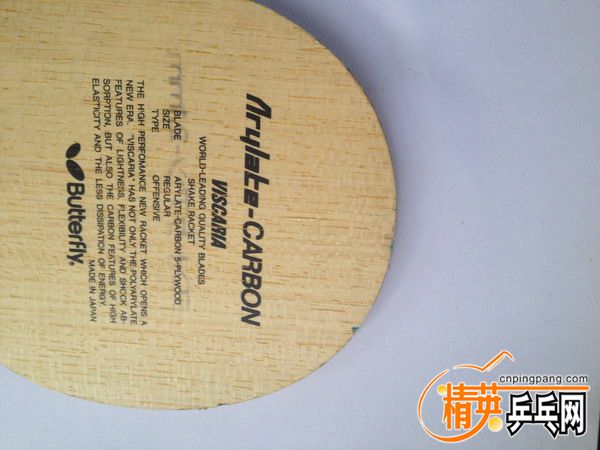 Arylate-CARBON
VISCARIA
WORLD-LEADING QUALITY BLADES
SHAKE RACKET
BLADE ARYLATE-CARBON 5-PLYWOOD
SIZE REGULAR
TYPE OFFENSIVE
THE HIGH PERFOMANCE NEW RACKET WHICH OPENS A
NEW ERA. "VISCARIA" HAS NOT ONLY THE POLYARYLATE
FEATURES OF LIGHTNESS, FLEXIBILITY AND SHOCK AB-
SORPTION, BUT ALSO THE CARBON FEATURES OF HIGH
ELASTICITY AND THE LESS DISSIPATION OF ENERGY.
Butterfly
MADE IN JAPAN
cnpingpang.com
精英乒乓网